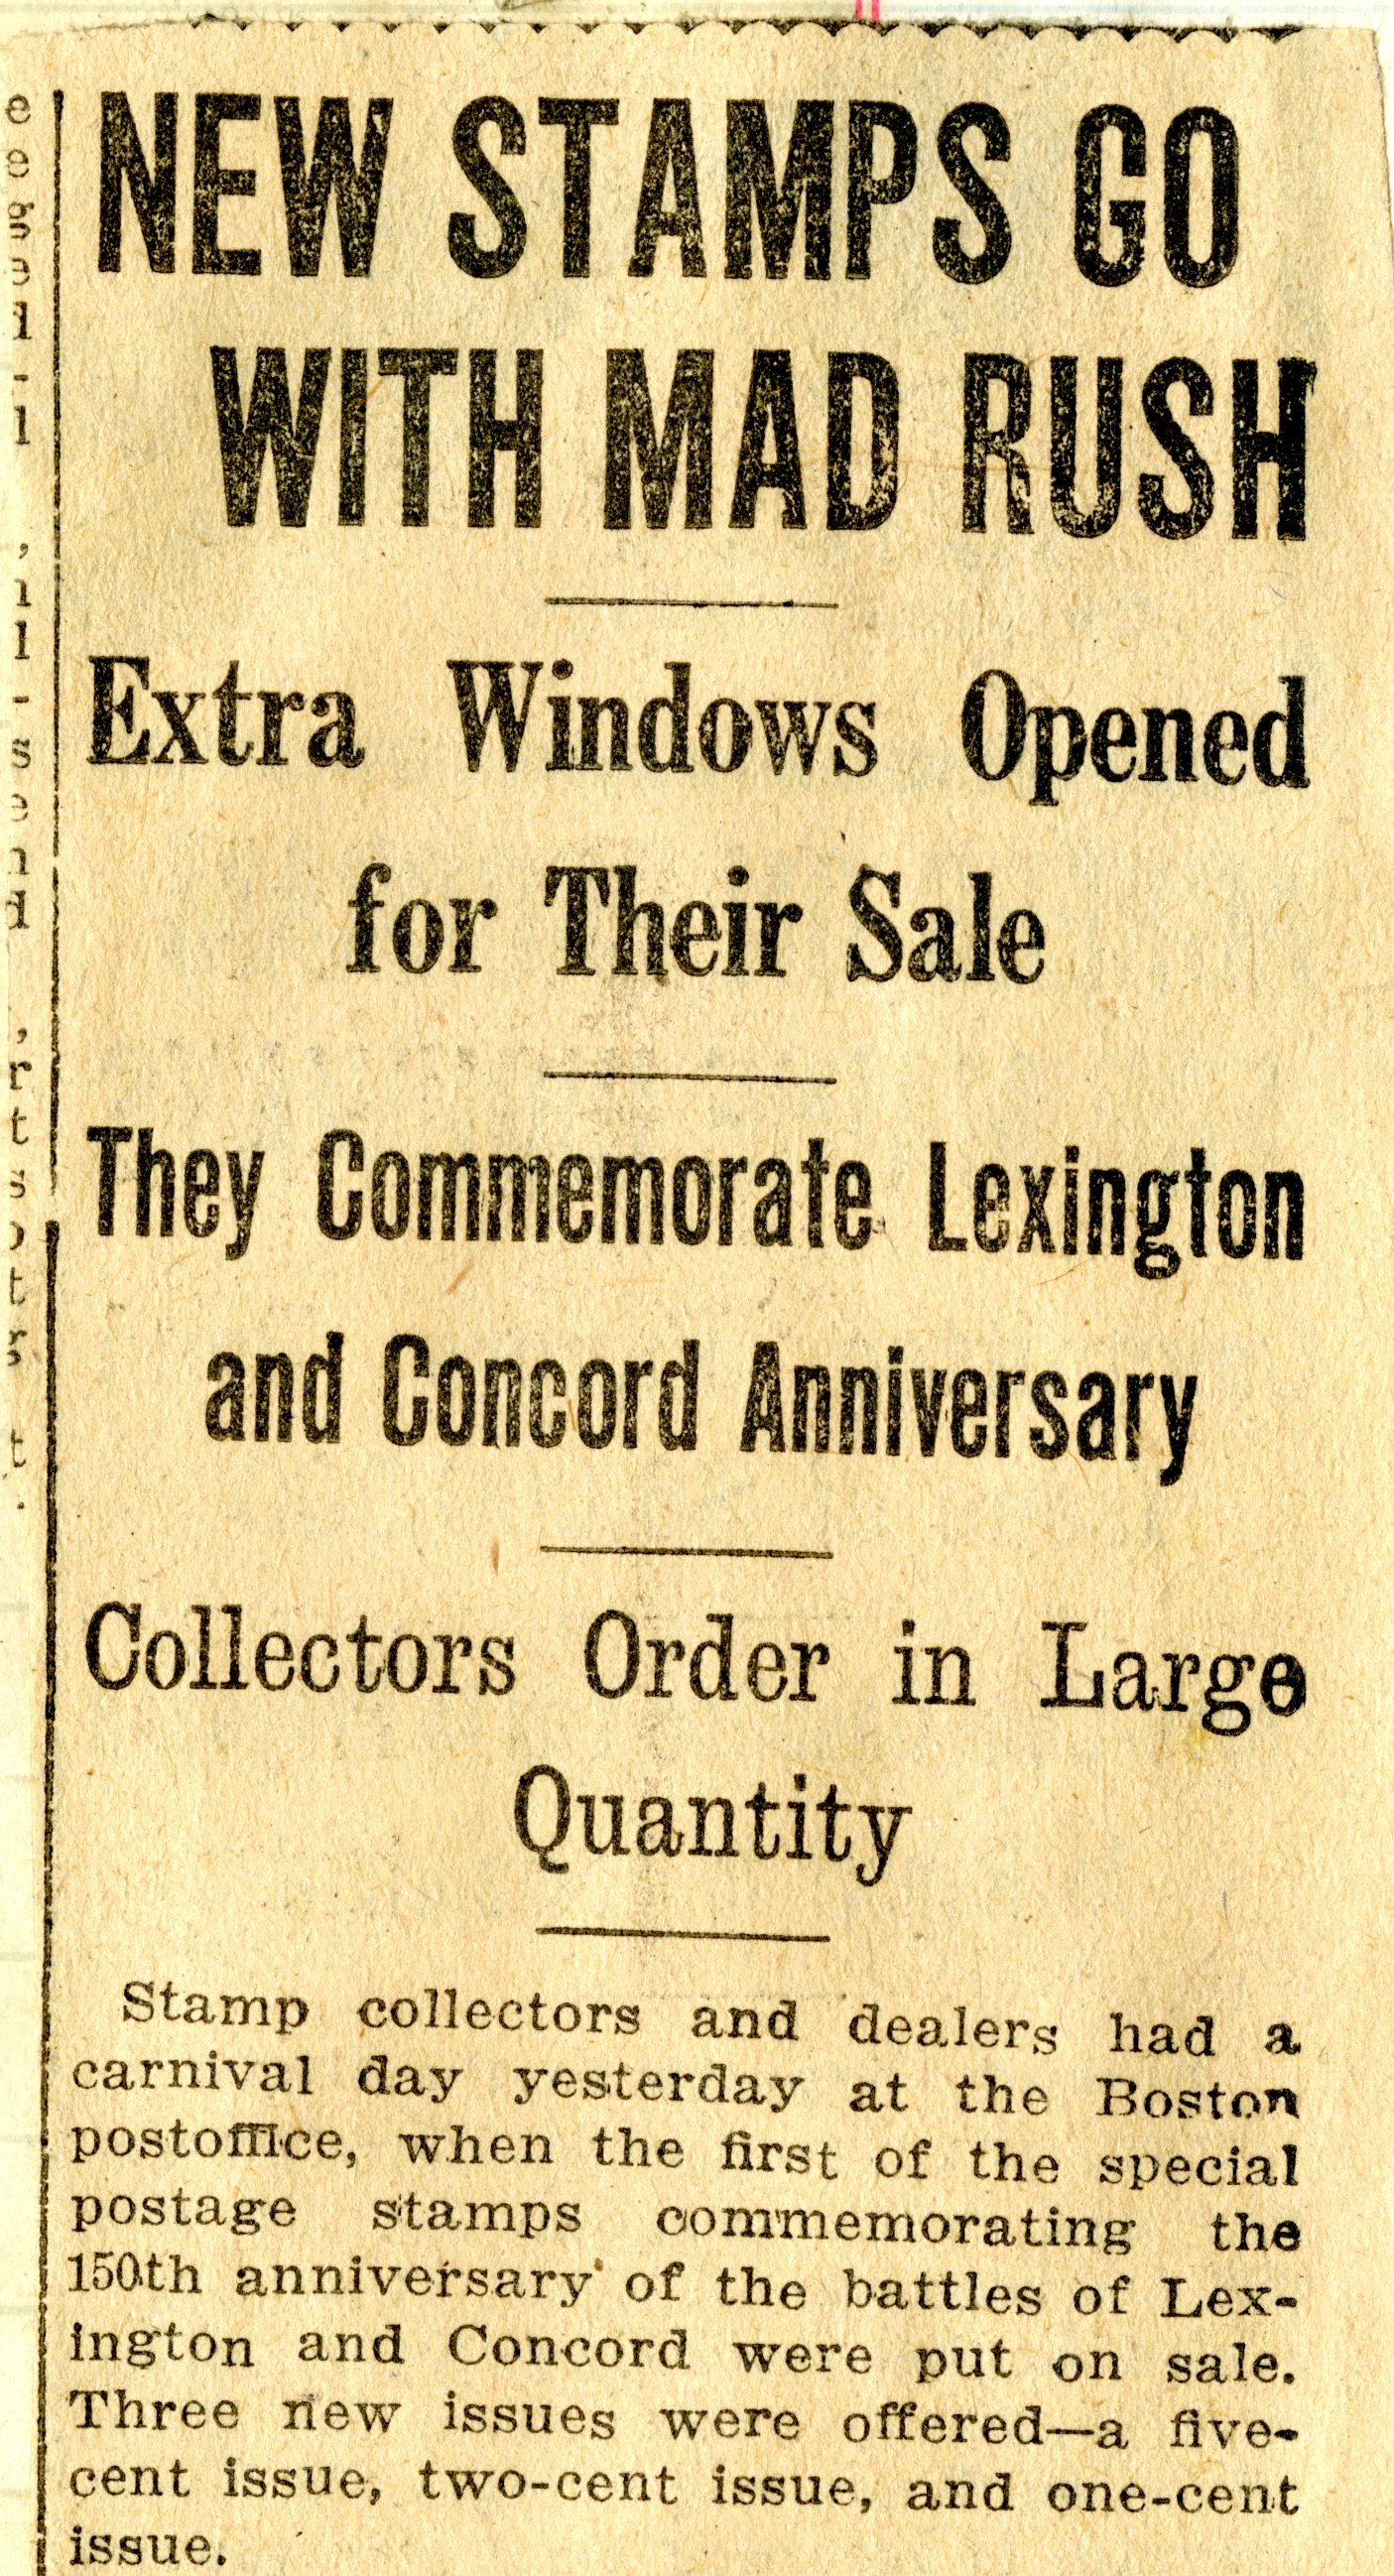 NEW STAMPS GO
WITH MAD RUSH
Extra Windows Opened
for Their Sale
They Commemorate Lexington
and Concord Anniversary
Collectors Order in Large
Quantity
Stamp collectors and dealers had a
carnival day yesterday at the Boston
postoffice, when the first of the special
postage stamps commemorating the
150th anniversary of the battles of Lex-
ington and Concord were put on sale.
Three new issues were offered—a five-
cent issue, two-cent issue, and one-cent
issue.